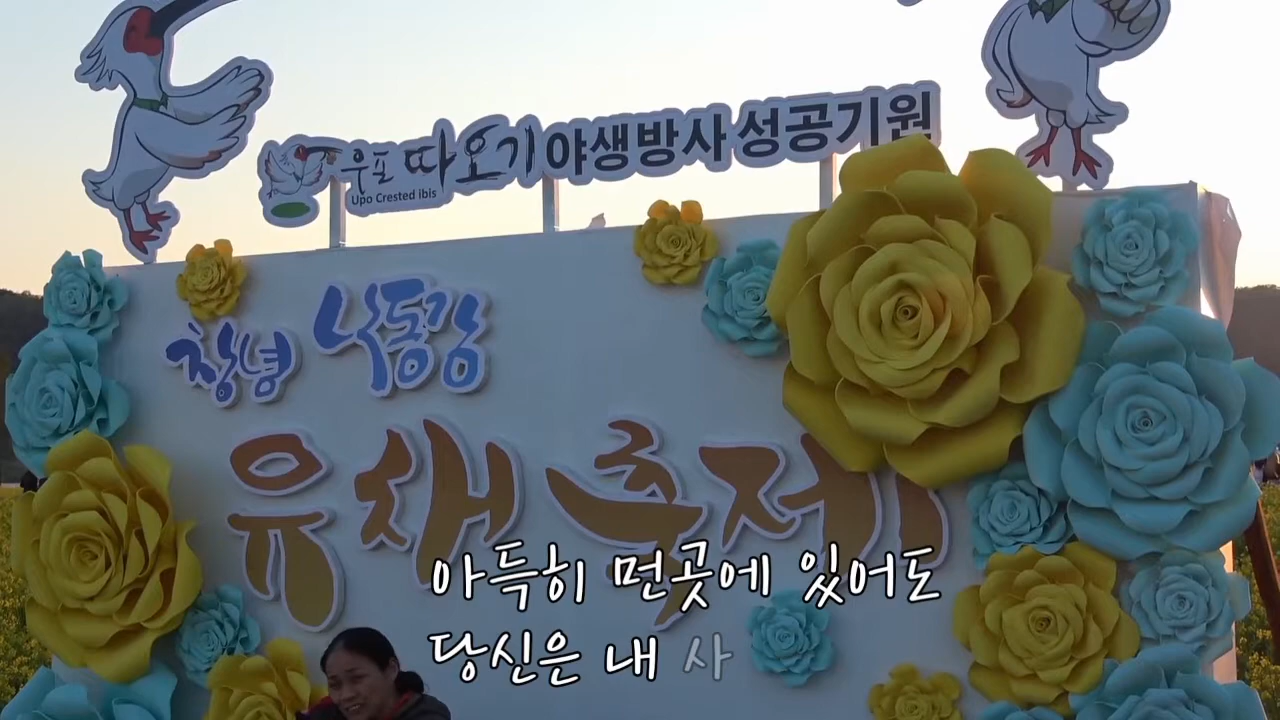 우포 따오기 야생방사 성공기원
Upo Crested ibis
창녕 낙동강
유채축제
아득히 먼곳에 있어도
당신은 내 사